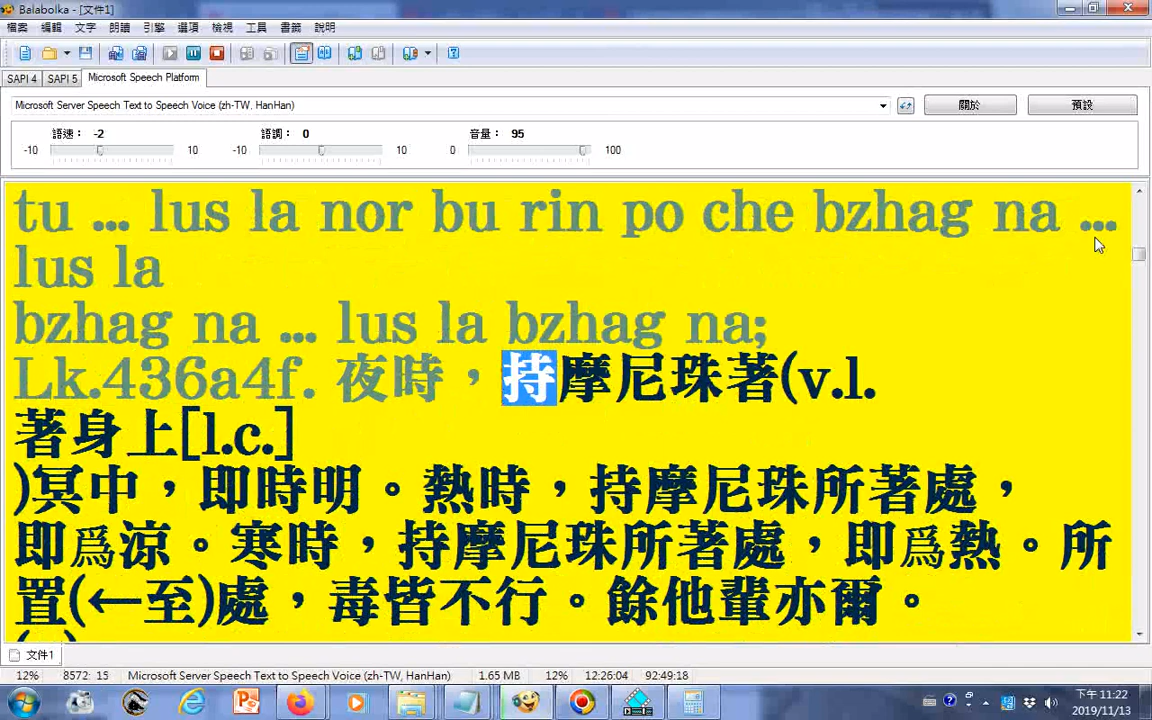 Balabolka - [文件1]
檔案 編輯 文字 朗讀 引擎 選項 檢視 工具 書籤 說明
SAPI 4 SAPI 5 Microsoft Speech Platform
Microsoft Server Speech Text to Speech Voice (zh-TW, HanHan) 關於 預設
語速： -2 語調： 0 音量： 95
-10 10 -10 10 0 100
tu ... lus la nor bu rin po che bzhag na ...
lus la
bzhag na ... lus la bzhag na;
Lk.436a4f. 夜時，持摩尼珠著(v.l.
著身上[l.c.]
)冥中，即時明。熱時，持摩尼珠所著處，
即爲涼。寒時，持摩尼珠所著處，即爲熱。所
置(←至)處，毒皆不行。餘他輩亦爾。
文件1
12% 8572: 15 Microsoft Server Speech Text to Speech Voice (zh-TW, HanHan) 1.65 MB 12% 12:26:04 92:49:18
下午 11:22
2019/11/13